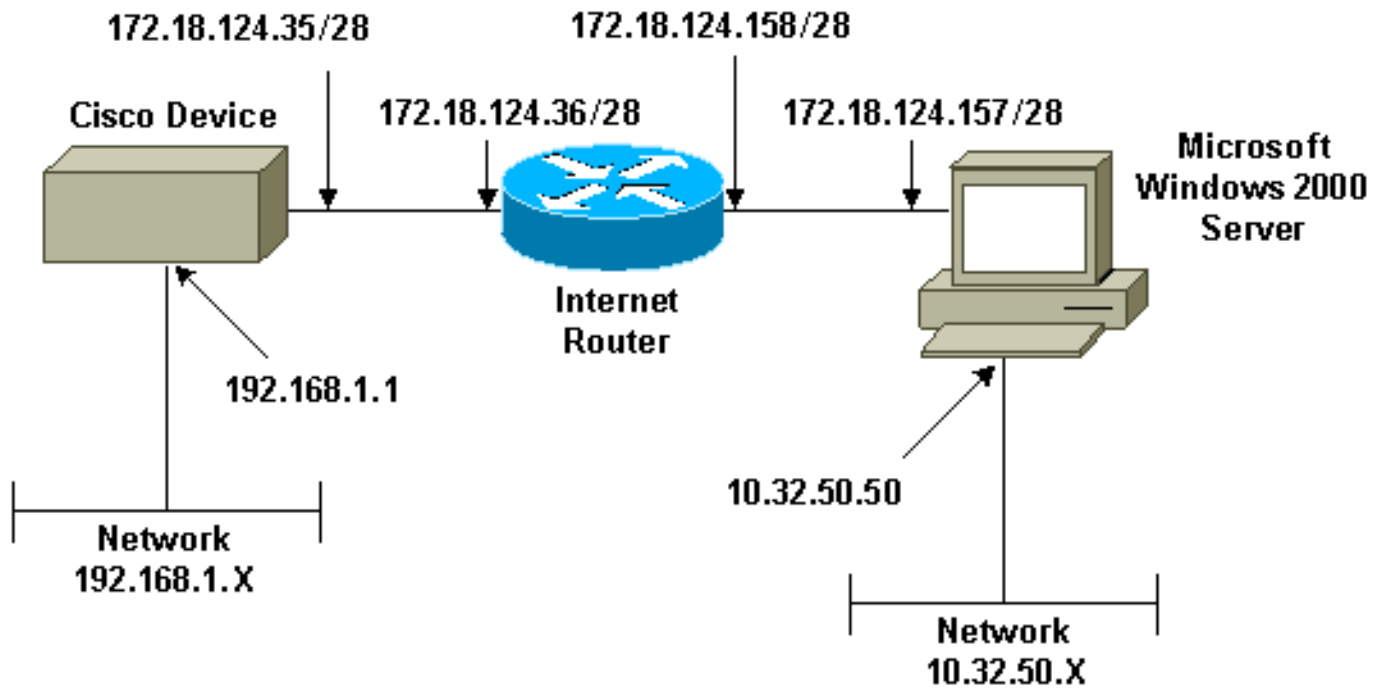 172.18.124.35/28
172.18.124.158/28
Cisco Device
172.18.124.36/28
172.18.124.157/28
Microsoft
Windows 2000
Server
Internet
Router
192.168.1.1
10.32.50.50
Network
192.168.1.X
Network
10.32.50.X